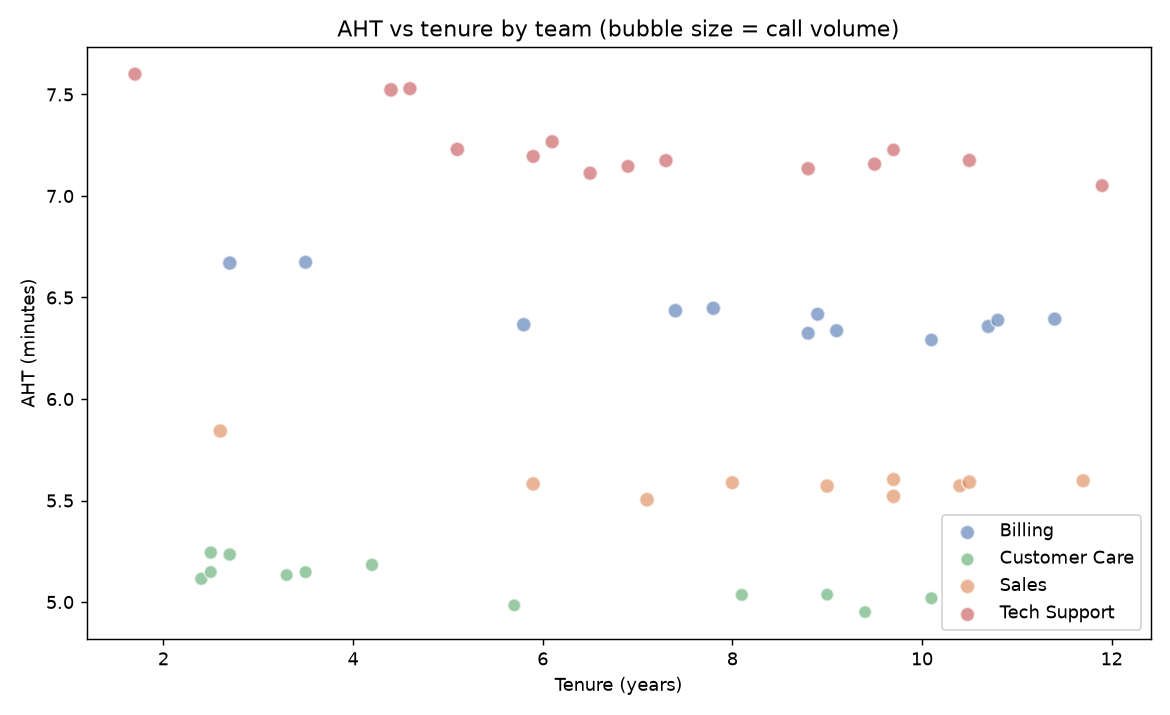 AHT vs tenure by team (bubble size = call volume)
AHT (minutes)
7.5
7.0
6.5
6.0
5.5
5.0
2
4
6
8
10
12
Tenure (years)
Billing
Customer Care
Sales
Tech Support